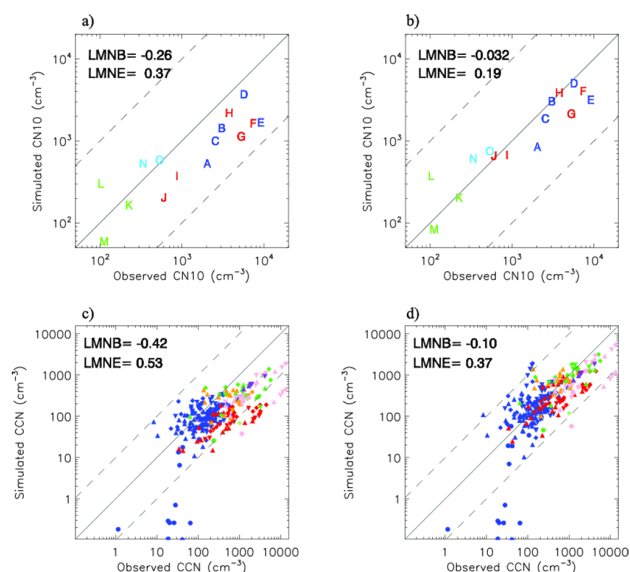 a)
LMNB= -0.26
LMNE= 0.37
10⁴
10³
10²
Simulated CN10 (cm⁻³)
A
B
C
D
E
F
G
H
I
J
K
L
M
N
O
10² 10³ 10⁴
Observed CN10 (cm⁻³)
b)
LMNB= -0.032
LMNE= 0.19
10⁴
10³
10²
Simulated CN10 (cm⁻³)
A
B
C
D
E
F
G
H
I
J
K
L
M
N
O
10² 10³ 10⁴
Observed CN10 (cm⁻³)
c)
LMNB= -0.42
LMNE= 0.53
10000
1000
100
10
1
Simulated CCN (cm⁻³)
1 10 100 1000 10000
Observed CCN (cm⁻³)
d)
LMNB= -0.10
LMNE= 0.37
10000
1000
100
10
1
Simulated CCN (cm⁻³)
1 10 100 1000 10000
Observed CCN (cm⁻³)